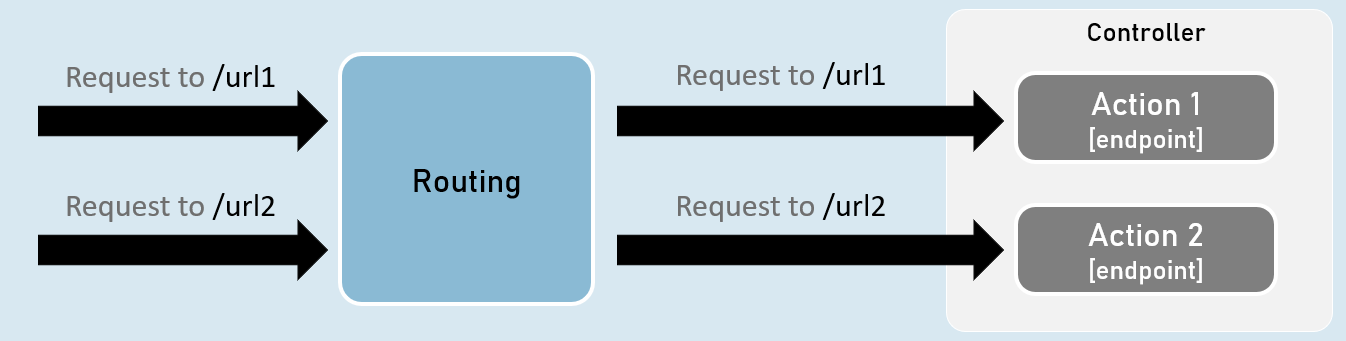 Controller
Request to /url1
Request to /url1
Action 1
[endpoint]
Routing
Request to /url2
Request to /url2
Action 2
[endpoint]